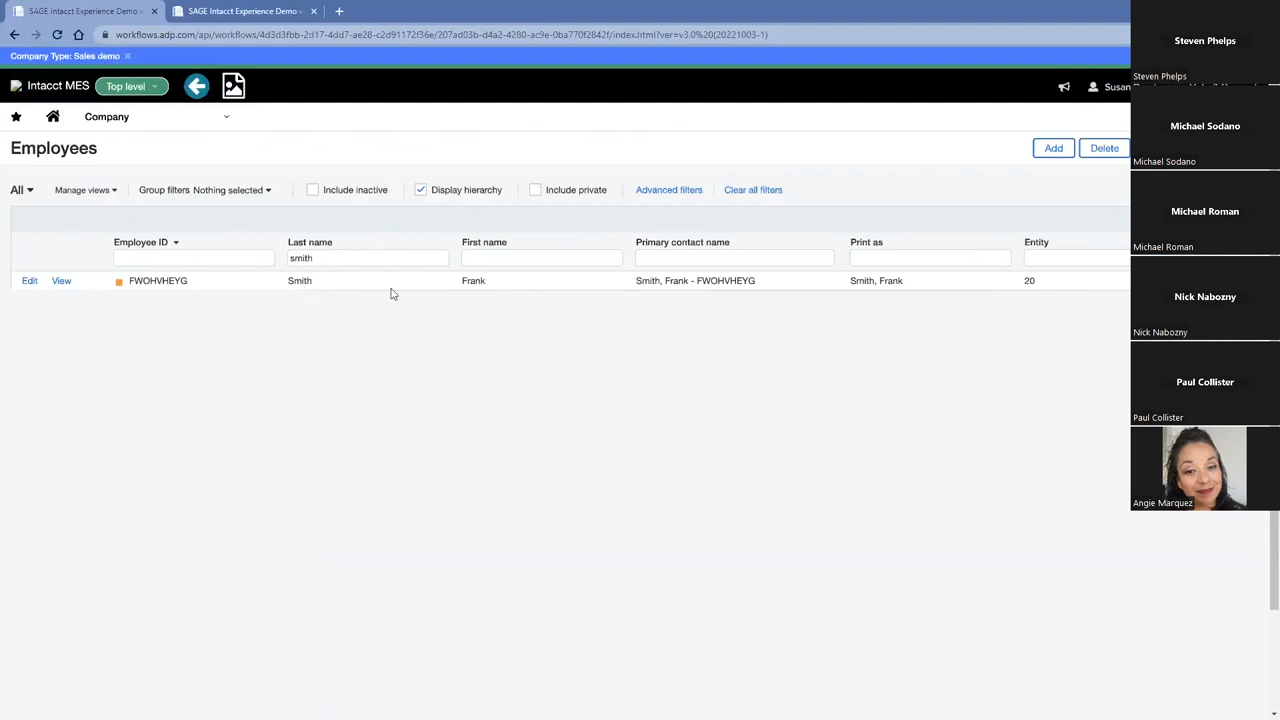 SAGE Intacct Experience Demo
SAGE Intacct Experience Demo
workflows.adp.com/api/workflows/4d3d3fbb-2d17-4dd7-ae28-c2d91172f36e/207ad03b-d4a2-4280-ac9e-0ba770f2842f/index.html?ver=v3.0%20(20221003-1)
Company Type: Sales demo
Intacct MES Top level
Susan
Company
Employees
Add Delete
All Manage views Group filters Nothing selected Include inactive Display hierarchy Include private Advanced filters Clear all filters
Employee ID Last name First name Primary contact name Print as Entity
smith
Edit View FWOHVHEYG Smith Frank Smith, Frank - FWOHVHEYG Smith, Frank 20
Steven Phelps
Steven Phelps
Michael Sodano
Michael Sodano
Michael Roman
Michael Roman
Nick Nabozny
Nick Nabozny
Paul Collister
Paul Collister
Angie Marquez